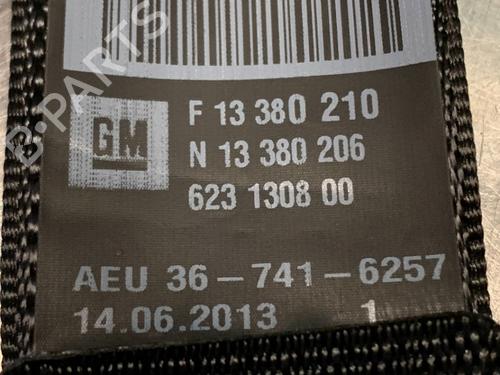 B-PARTS
GM
F 13 380 210
N 13 380 206
623 1308 00
AEU 36-741-6257
14.06.2013 1